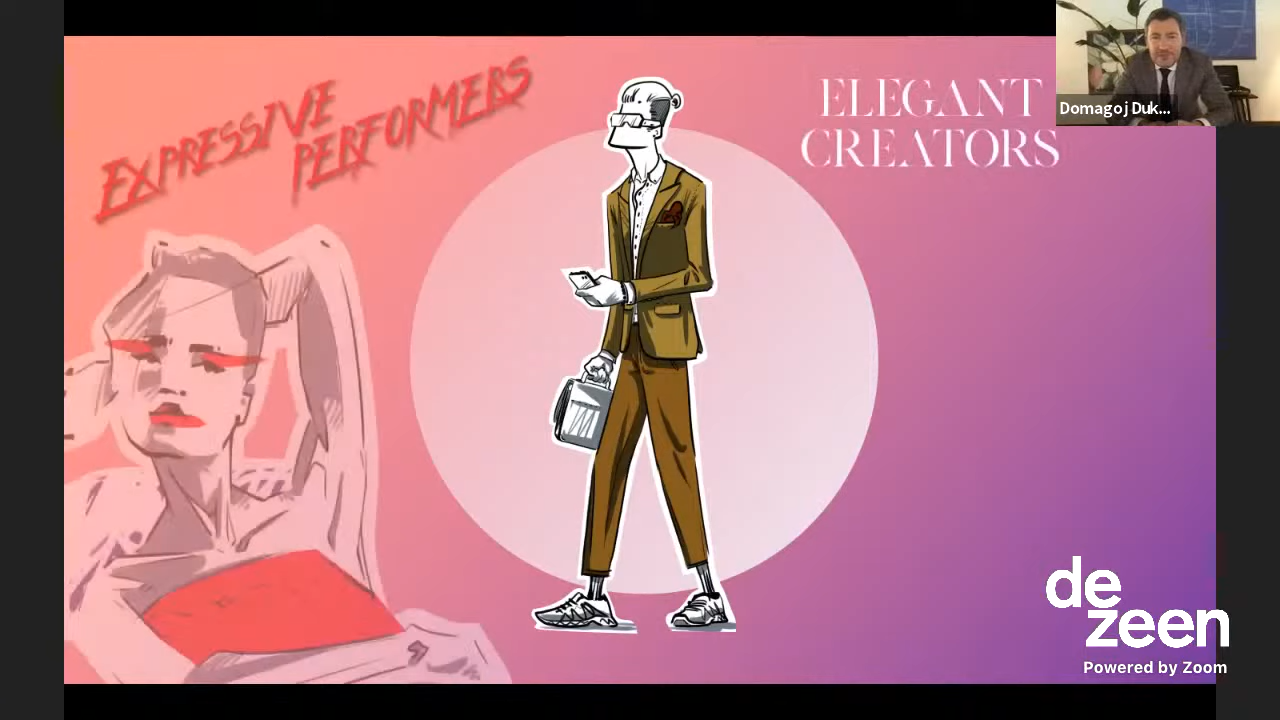 EXPRESSIVE
PERFORMERS
ELEGANT
CREATORS
Domagoj Duk...
de
zeen
Powered by Zoom